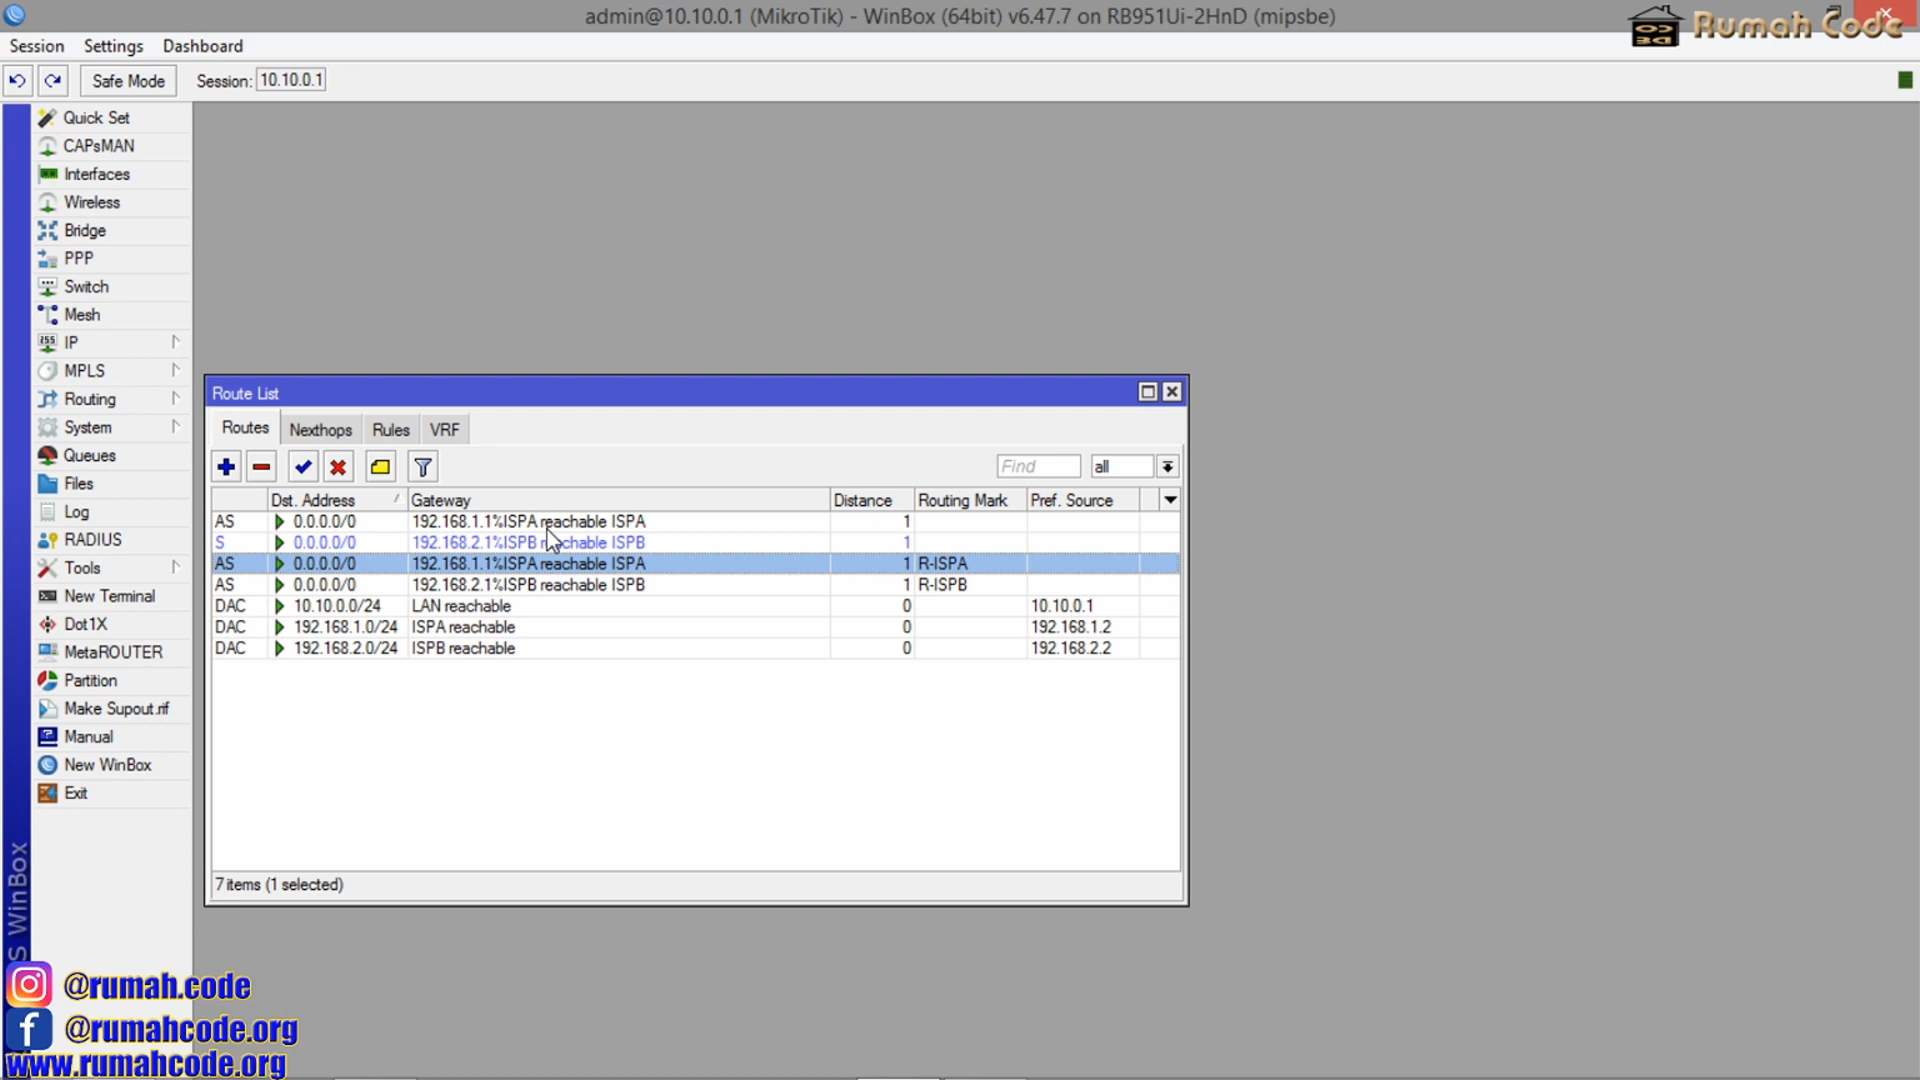 admin@10.10.0.1 (MikroTik) - WinBox (64bit) v6.47.7 on RB951Ui-2HnD (mipsbe)
Rumah Code
CODE
Session Settings Dashboard
Safe Mode Session: 10.10.0.1
Quick Set
CAPsMAN
Interfaces
Wireless
Bridge
PPP
Switch
Mesh
IP
MPLS
Routing
System
Queues
Files
Log
RADIUS
Tools
New Terminal
Dot1X
MetaROUTER
Partition
Make Supout.rif
Manual
New WinBox
Exit
S WinBox
Route List
Routes Nexthops Rules VRF
Find all
Dst. Address / Gateway Distance Routing Mark Pref. Source
AS 0.0.0.0/0 192.168.1.1%ISPA reachable ISPA 1
S 0.0.0.0/0 192.168.2.1%ISPB reachable ISPB 1
AS 0.0.0.0/0 192.168.1.1%ISPA reachable ISPA 1 R-ISPA
AS 0.0.0.0/0 192.168.2.1%ISPB reachable ISPB 1 R-ISPB
DAC 10.10.0.0/24 LAN reachable 0 10.10.0.1
DAC 192.168.1.0/24 ISPA reachable 0 192.168.1.2
DAC 192.168.2.0/24 ISPB reachable 0 192.168.2.2
7 items (1 selected)
@rumah.code
@rumahcode.org
www.rumahcode.org